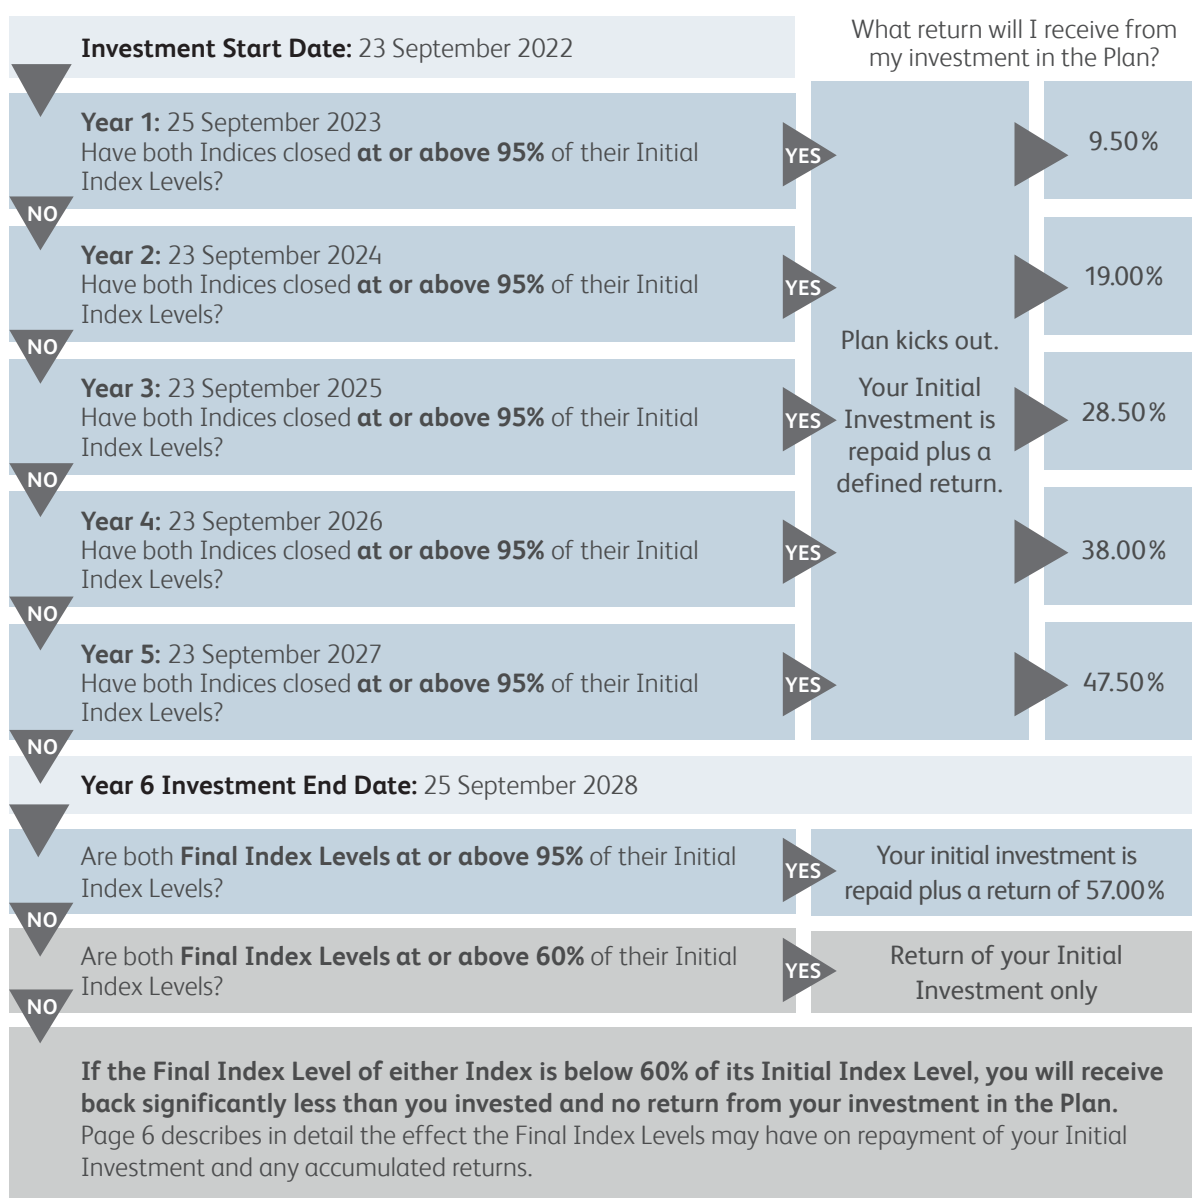 What return will I receive from
my investment in the Plan?
Investment Start Date: 23 September 2022
Year 1: 25 September 2023
Have both Indices closed at or above 95% of their Initial
Index Levels?
YES
9.50%
NO
Year 2: 23 September 2024
Have both Indices closed at or above 95% of their Initial
Index Levels?
YES
19.00%
NO
Year 3: 23 September 2025
Have both Indices closed at or above 95% of their Initial
Index Levels?
YES
Plan kicks out.
Your Initial
Investment is
repaid plus a
defined return.
28.50%
NO
Year 4: 23 September 2026
Have both Indices closed at or above 95% of their Initial
Index Levels?
YES
38.00%
NO
Year 5: 23 September 2027
Have both Indices closed at or above 95% of their Initial
Index Levels?
YES
47.50%
NO
Year 6 Investment End Date: 25 September 2028
Are both Final Index Levels at or above 95% of their Initial
Index Levels?
YES
Your initial investment is
repaid plus a return of 57.00%
NO
Are both Final Index Levels at or above 60% of their Initial
Index Levels?
YES
Return of your Initial
Investment only
NO
If the Final Index Level of either Index is below 60% of its Initial Index Level, you will receive
back significantly less than you invested and no return from your investment in the Plan.
Page 6 describes in detail the effect the Final Index Levels may have on repayment of your Initial
Investment and any accumulated returns.